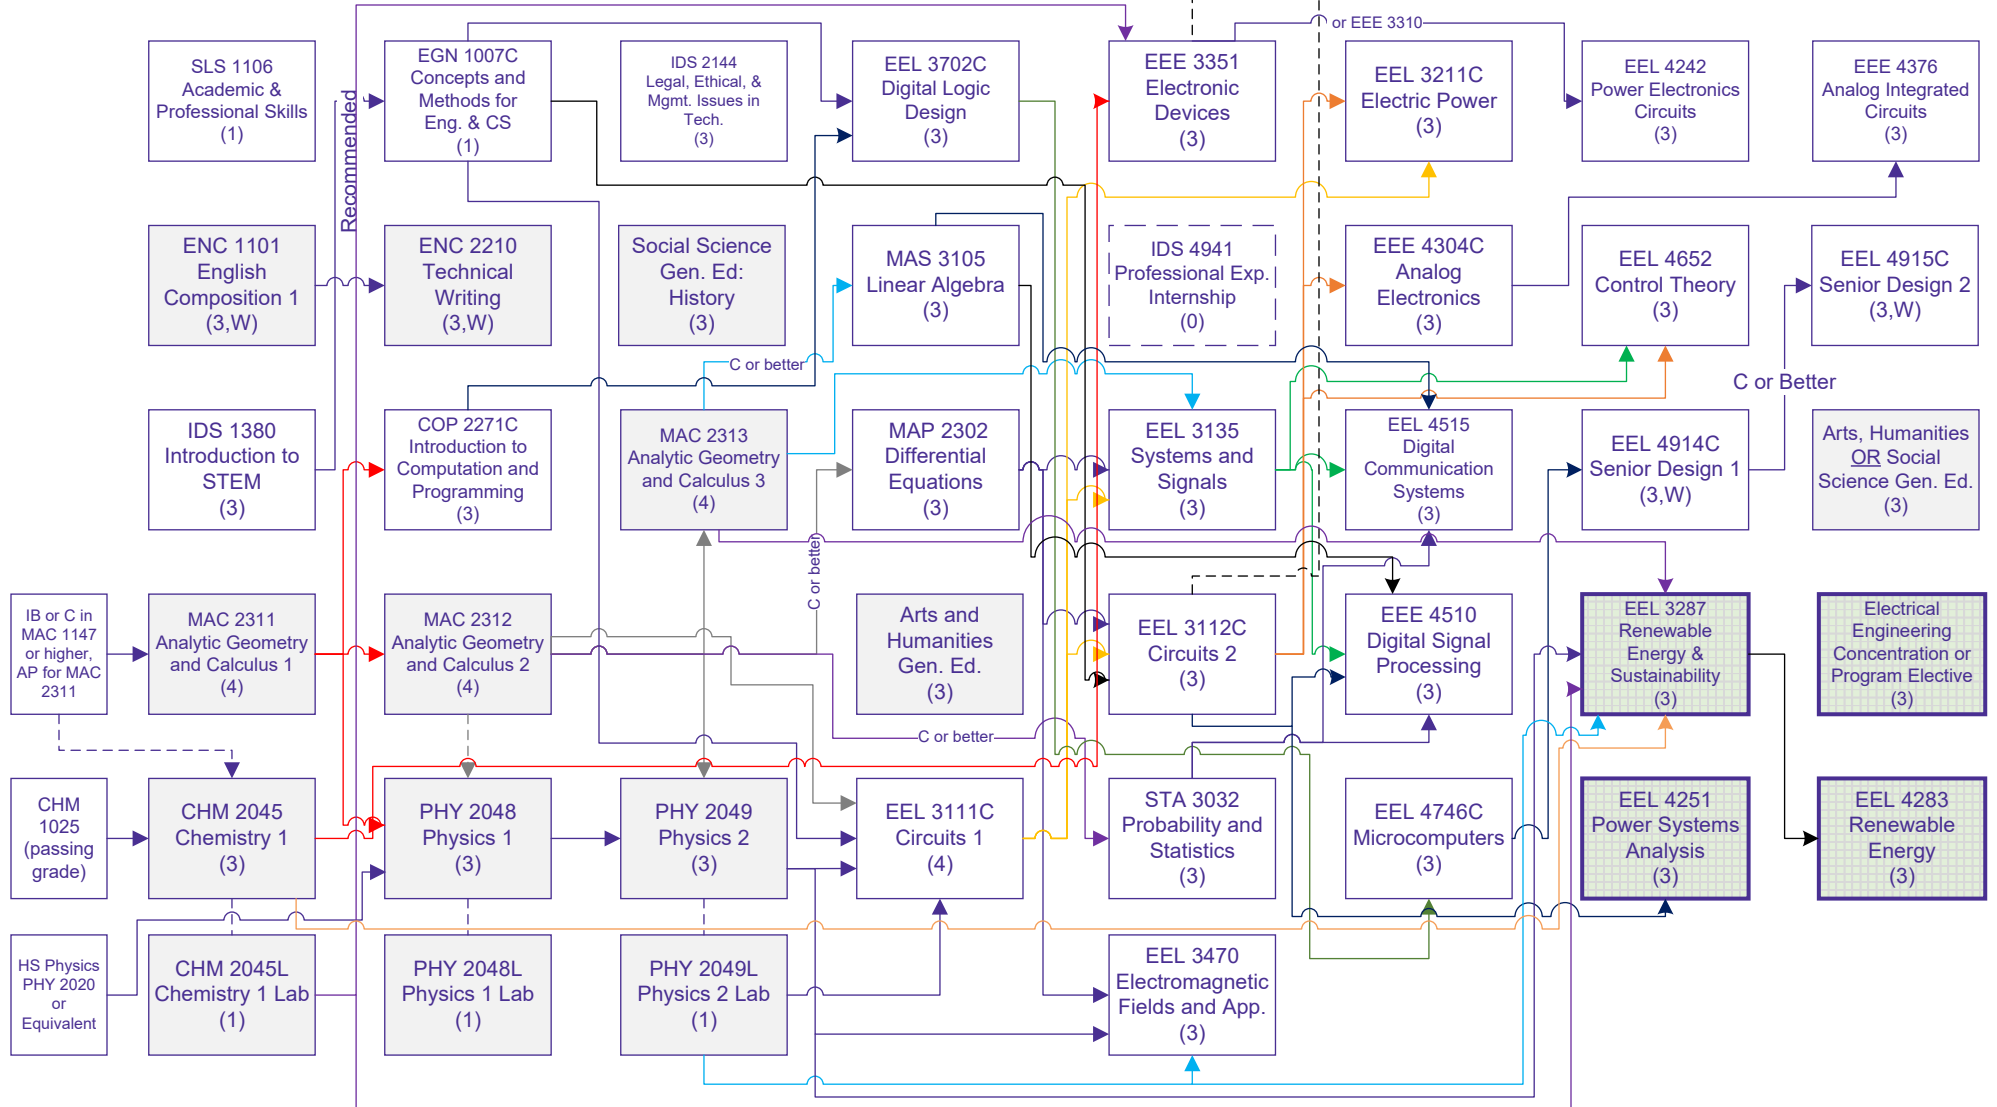 or EEE 3310
SLS 1106
Academic &
Professional Skills
(1)
Recommended
EGN 1007C
Concepts and
Methods for
Eng. & CS
(1)
IDS 2144
Legal, Ethical, &
Mgmt. Issues in
Tech.
(3)
EEL 3702C
Digital Logic
Design
(3)
EEE 3351
Electronic
Devices
(3)
EEL 3211C
Electric Power
(3)
EEL 4242
Power Electronics
Circuits
(3)
EEE 4376
Analog Integrated
Circuits
(3)
ENC 1101
English
Composition 1
(3,W)
ENC 2210
Technical
Writing
(3,W)
Social Science
Gen. Ed:
History
(3)
MAS 3105
Linear Algebra
(3)
IDS 4941
Professional Exp.
Internship
(0)
EEE 4304C
Analog
Electronics
(3)
EEL 4652
Control Theory
(3)
EEL 4915C
Senior Design 2
(3,W)
C or better
C or Better
IDS 1380
Introduction to
STEM
(3)
COP 2271C
Introduction to
Computation and
Programming
(3)
MAC 2313
Analytic Geometry
and Calculus 3
(4)
MAP 2302
Differential
Equations
(3)
EEL 3135
Systems and
Signals
(3)
EEL 4515
Digital
Communication
Systems
(3)
EEL 4914C
Senior Design 1
(3,W)
Arts, Humanities
OR Social
Science Gen. Ed.
(3)
C or better
IB or C in
MAC 1147
or higher,
AP for MAC
2311
MAC 2311
Analytic Geometry
and Calculus 1
(4)
MAC 2312
Analytic Geometry
and Calculus 2
(4)
Arts and
Humanities
Gen. Ed.
(3)
EEL 3112C
Circuits 2
(3)
EEE 4510
Digital Signal
Processing
(3)
EEL 3287
Renewable
Energy &
Sustainability
(3)
Electrical
Engineering
Concentration or
Program Elective
(3)
C or better
CHM
1025
(passing
grade)
CHM 2045
Chemistry 1
(3)
PHY 2048
Physics 1
(3)
PHY 2049
Physics 2
(3)
EEL 3111C
Circuits 1
(4)
STA 3032
Probability and
Statistics
(3)
EEL 4746C
Microcomputers
(3)
EEL 4251
Power Systems
Analysis
(3)
EEL 4283
Renewable
Energy
(3)
HS Physics
PHY 2020
or
Equivalent
CHM 2045L
Chemistry 1 Lab
(1)
PHY 2048L
Physics 1 Lab
(1)
PHY 2049L
Physics 2 Lab
(1)
EEL 3470
Electromagnetic
Fields and App.
(3)